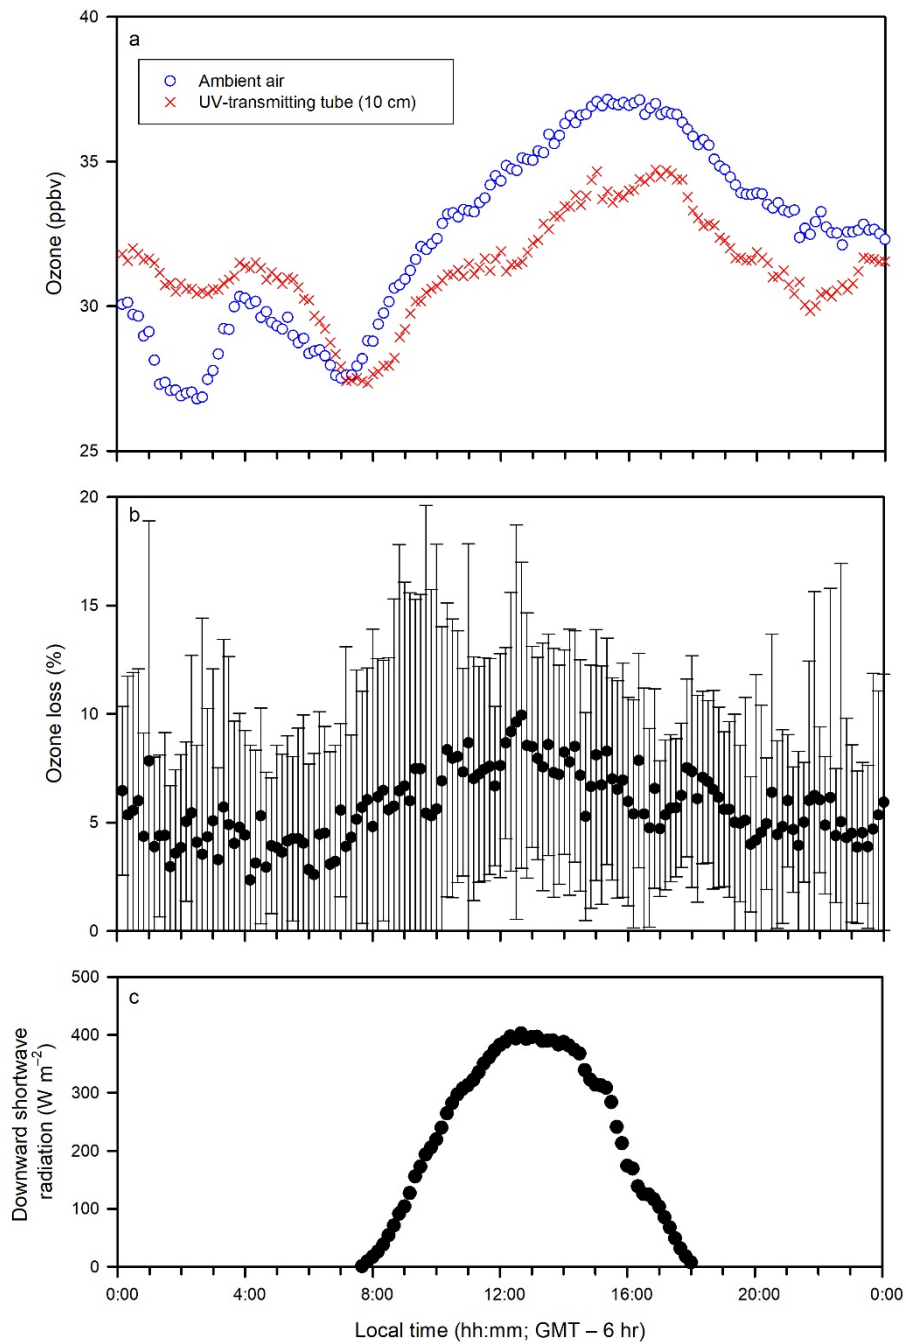 40
a
Ambient air
UV-transmitting tube (10 cm)
35
Ozone (ppbv)
30
25
20
b
15
Ozone loss (%)
10
5
0
500
c
400
Downward shortwave
radiation (W m⁻²)
300
200
100
0
0:00 4:00 8:00 12:00 16:00 20:00 0:00
Local time (hh:mm; GMT – 6 hr)